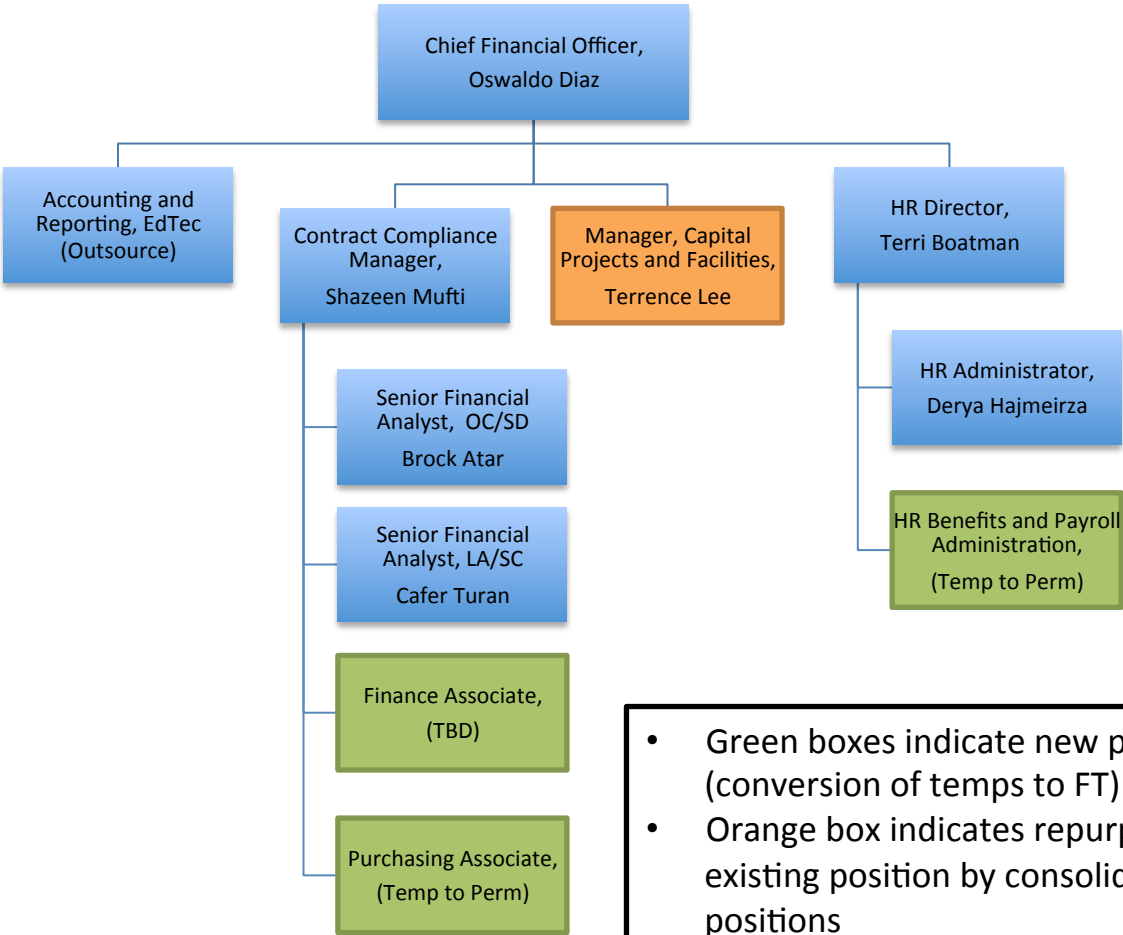 Chief Financial Officer,
Oswaldo Diaz
Accounting and
Reporting, EdTec
(Outsource)
Contract Compliance
Manager,
Shazeen Mufti
Manager, Capital
Projects and Facilities,
Terrence Lee
HR Director,
Terri Boatman
Senior Financial
Analyst, OC/SD
Brock Atar
Senior Financial
Analyst, LA/SC
Cafer Turan
Finance Associate,
(TBD)
Purchasing Associate,
(Temp to Perm)
HR Administrator,
Derya Hajmeirza
HR Benefits and Payroll
Administration,
(Temp to Perm)
• Green boxes indicate new
(conversion of temps to FT)
• Orange box indicates
existing position by
positions